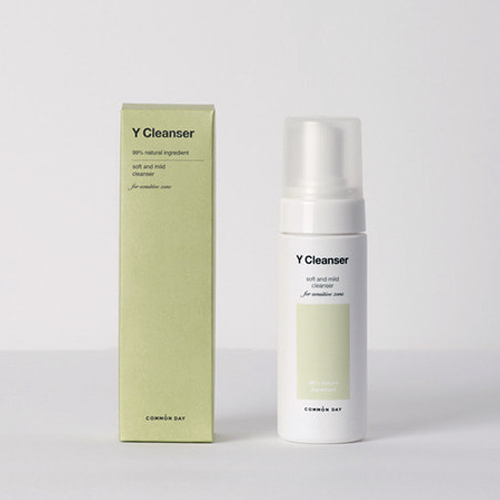 Y Cleanser
99% natural ingredient
soft and mild
cleanser
for sensitive zone
COMMON DAY
Y Cleanser
soft and mild
cleanser
for sensitive zone
COMMON DAY